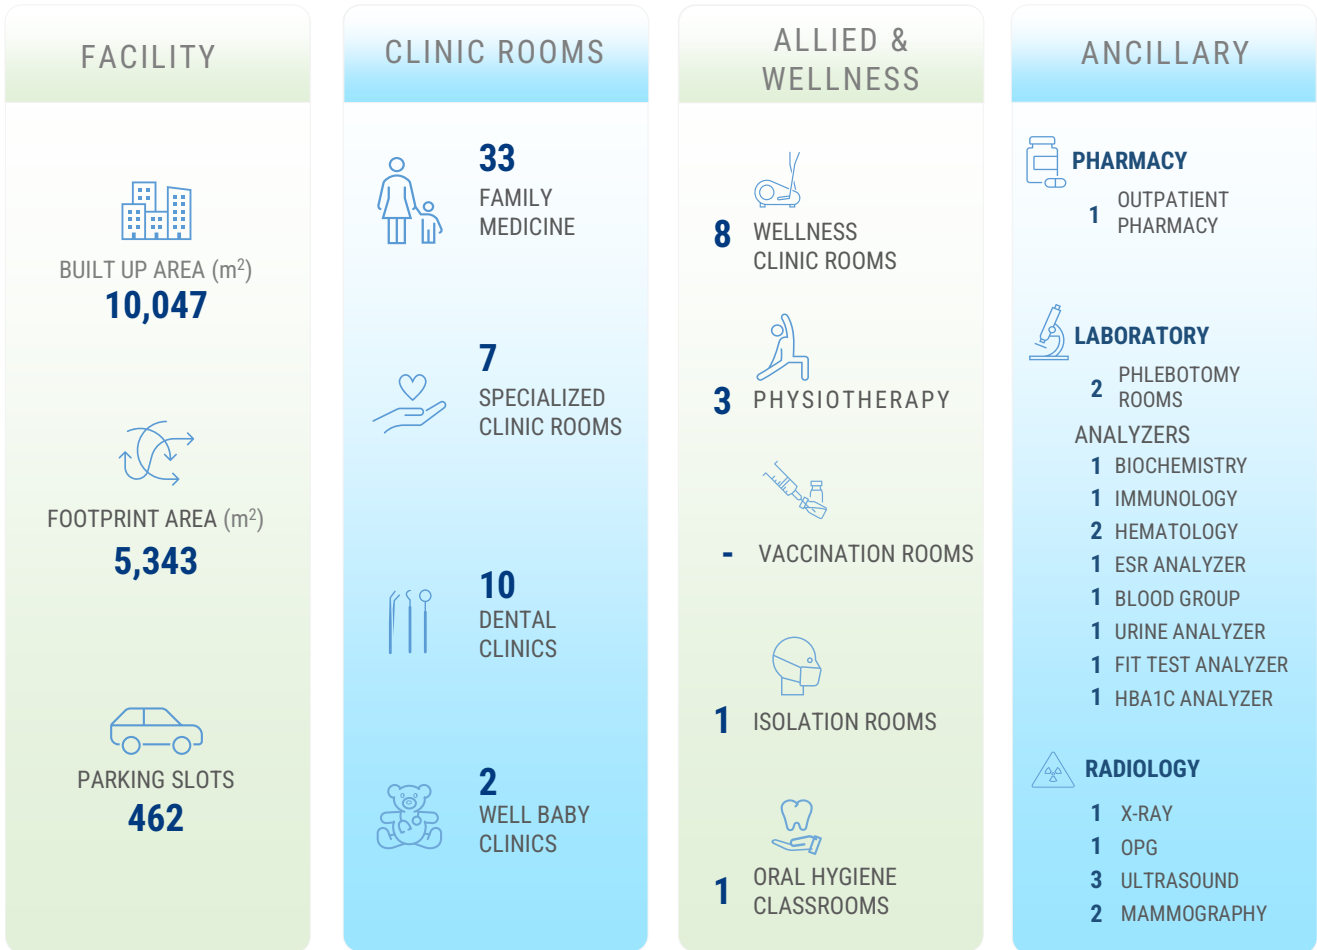 FACILITY
BUILT UP AREA (m²)
10,047
FOOTPRINT AREA (m²)
5,343
PARKING SLOTS
462
CLINIC ROOMS
33
FAMILY
MEDICINE
7
SPECIALIZED
CLINIC ROOMS
10
DENTAL
CLINICS
2
WELL BABY
CLINICS
ALLIED &
WELLNESS
8 WELLNESS
CLINIC ROOMS
3 PHYSIOTHERAPY
- VACCINATION ROOMS
1 ISOLATION ROOMS
1 ORAL HYGIENE
CLASSROOMS
ANCILLARY
PHARMACY
1 OUTPATIENT
PHARMACY
LABORATORY
2 PHLEBOTOMY
ROOMS
ANALYZERS
1 BIOCHEMISTRY
1 IMMUNOLOGY
2 HEMATOLOGY
1 ESR ANALYZER
1 BLOOD GROUP
1 URINE ANALYZER
1 FIT TEST ANALYZER
1 HBA1C ANALYZER
RADIOLOGY
1 X-RAY
1 OPG
3 ULTRASOUND
2 MAMMOGRAPHY